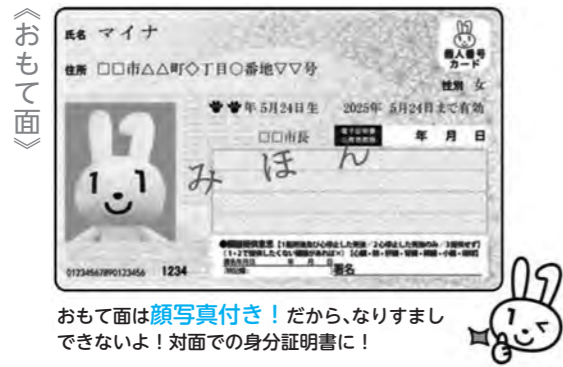 《おもて面》
氏名 マイナ
個人番号
カード
住所 □□市△△町◇丁目○番地▽▽号
性別 女
年5月24日生 2025年 5月24日まで有効
□□市長
年 月 日
みほん
01234567890123456 1234
署名
おもて面は顔写真付き！だから、なりすまし
できないよ！対面での身分証明書に！